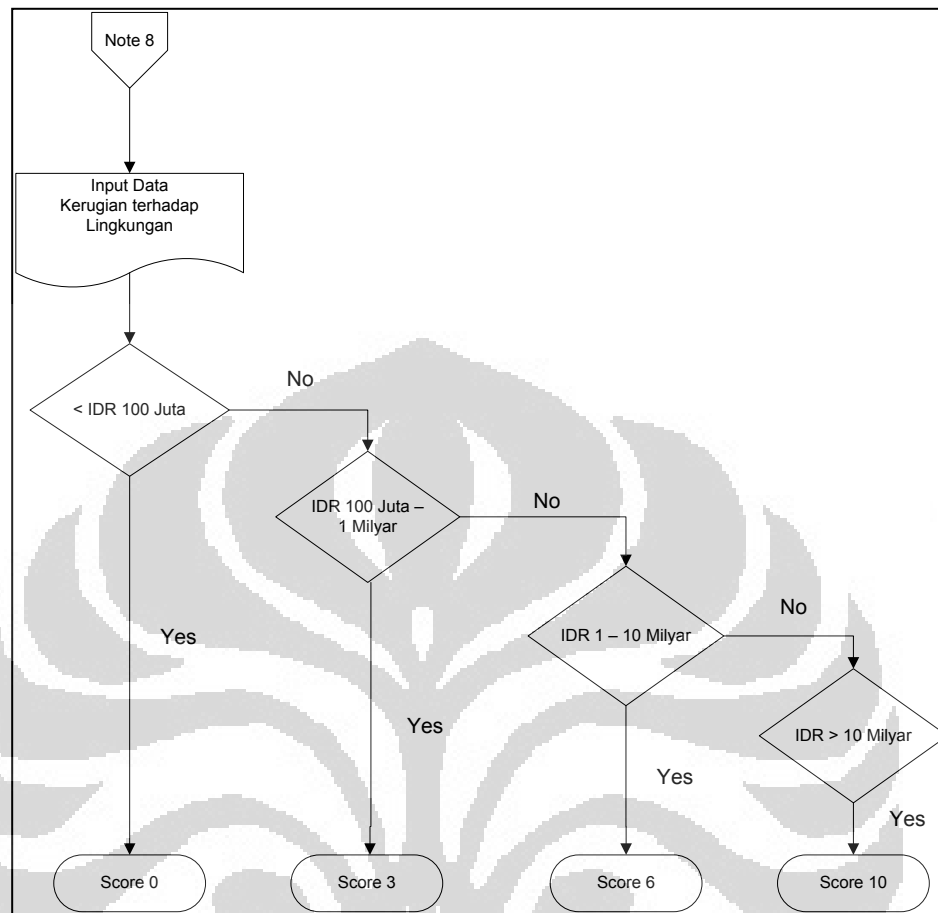 Note 8
Input Data
Kerugian terhadap
Lingkungan
< IDR 100 Juta
No
IDR 100 Juta –
1 Milyar
No
IDR 1 – 10 Milyar
No
Yes
Yes
IDR > 10 Milyar
Yes
Yes
Score 0
Score 3
Score 6
Score 10